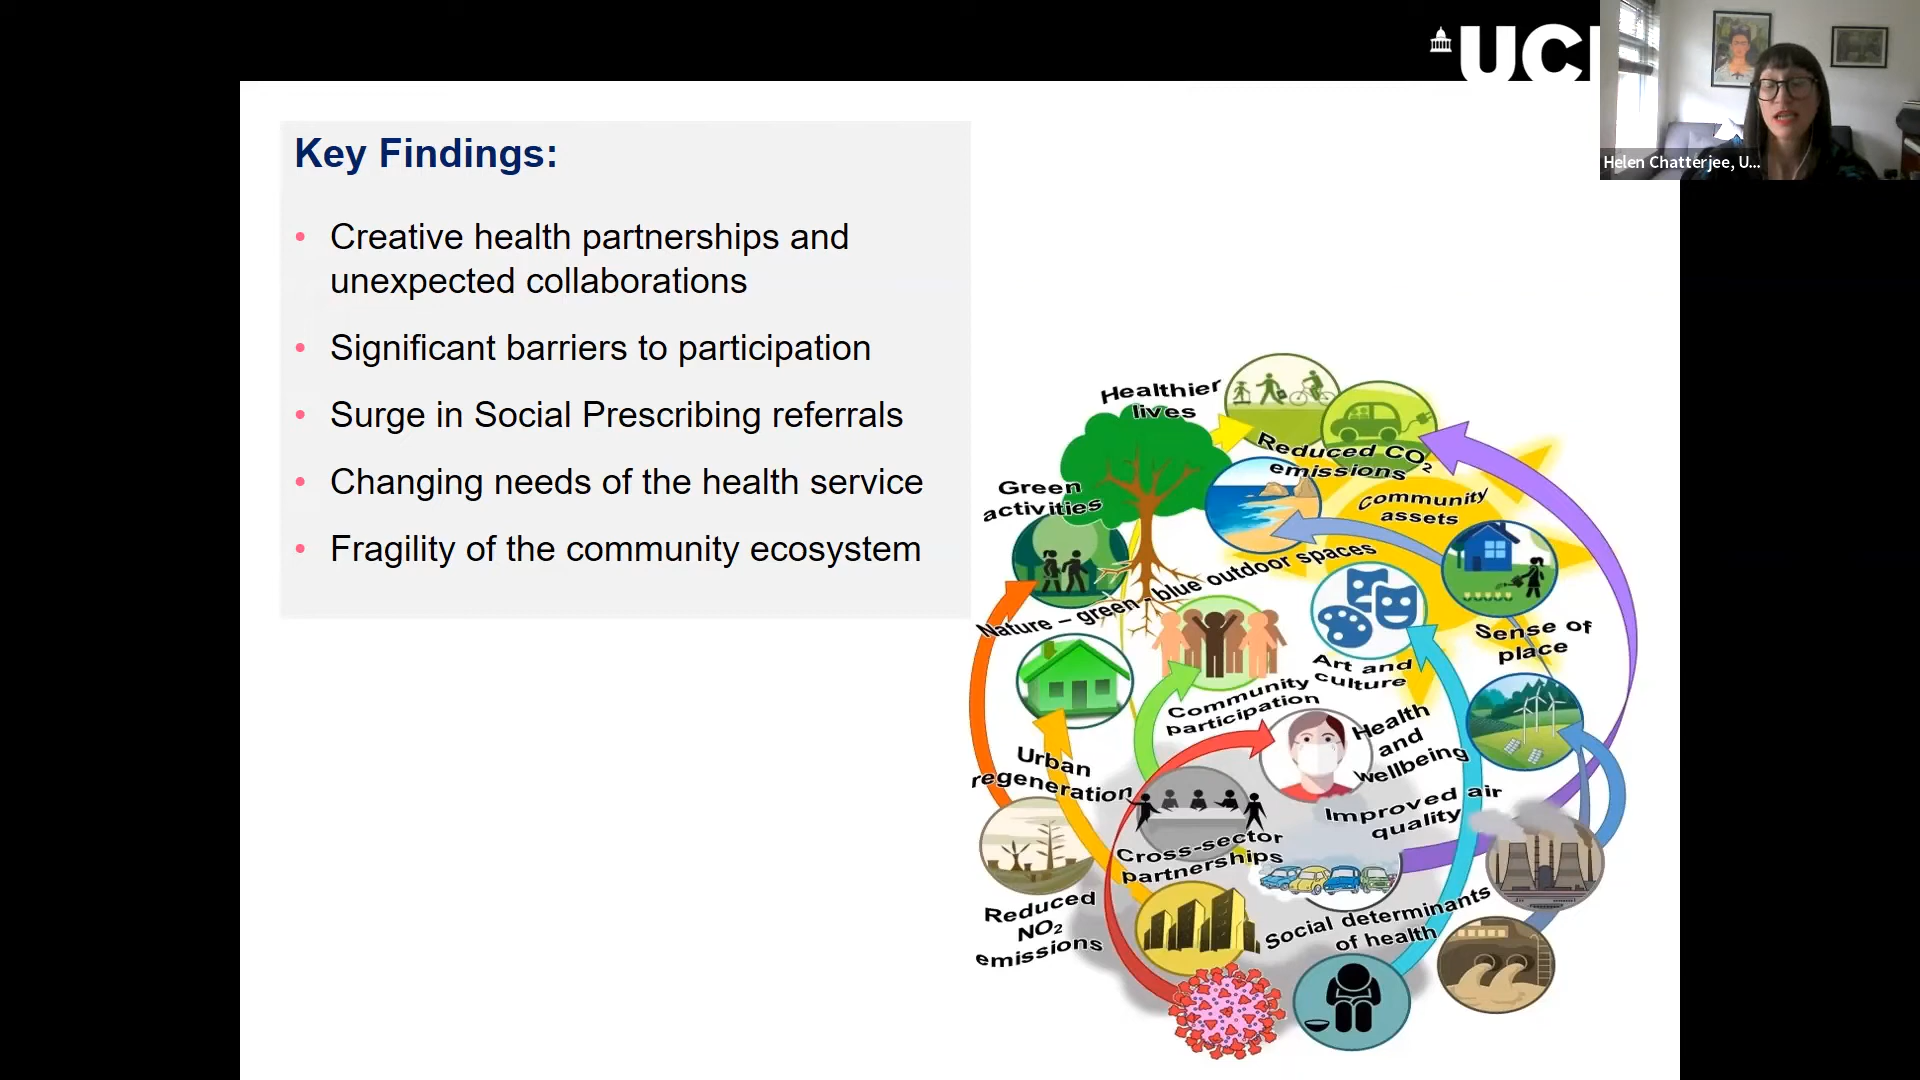 UC
Helen Chatterjee, U...
Key Findings:
• Creative health partnerships and
unexpected collaborations
• Significant barriers to participation
• Surge in Social Prescribing referrals
• Changing needs of the health service
• Fragility of the community ecosystem
Healthier
lives
Reduced CO₂
emissions
Green
activities
Community
assets
Nature – green - blue outdoor spaces
Sense of
place
Art and
culture
Community
participation
Health
and
wellbeing
Urban
regeneration
Improved air
quality
Cross-sector
partnerships
Reduced
NO₂
emissions
Social determinants
of health